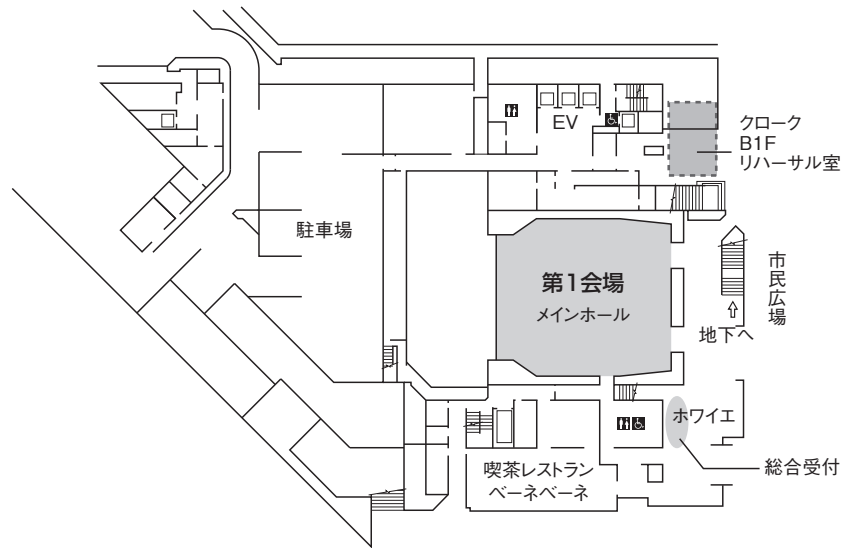 EV
クローク
B1F
リハーサル室
駐車場
第1会場
メインホール
市民広場
地下へ
ホワイエ
総合受付
喫茶レストラン
ベーネベーネ